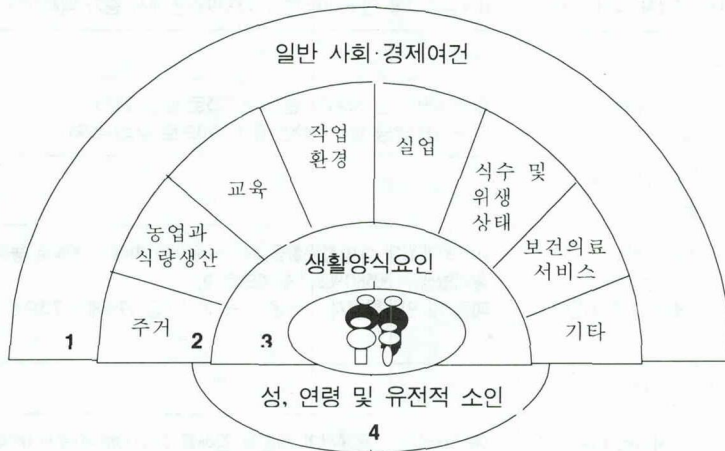 일반 사회·경제여건
작업
환경
실업
교육
식수 및
위생
상태
농업과
식량생산
생활양식요인
보건의료
서비스
주거
기타
1
2
3
성, 연령 및 유전적 소인
4